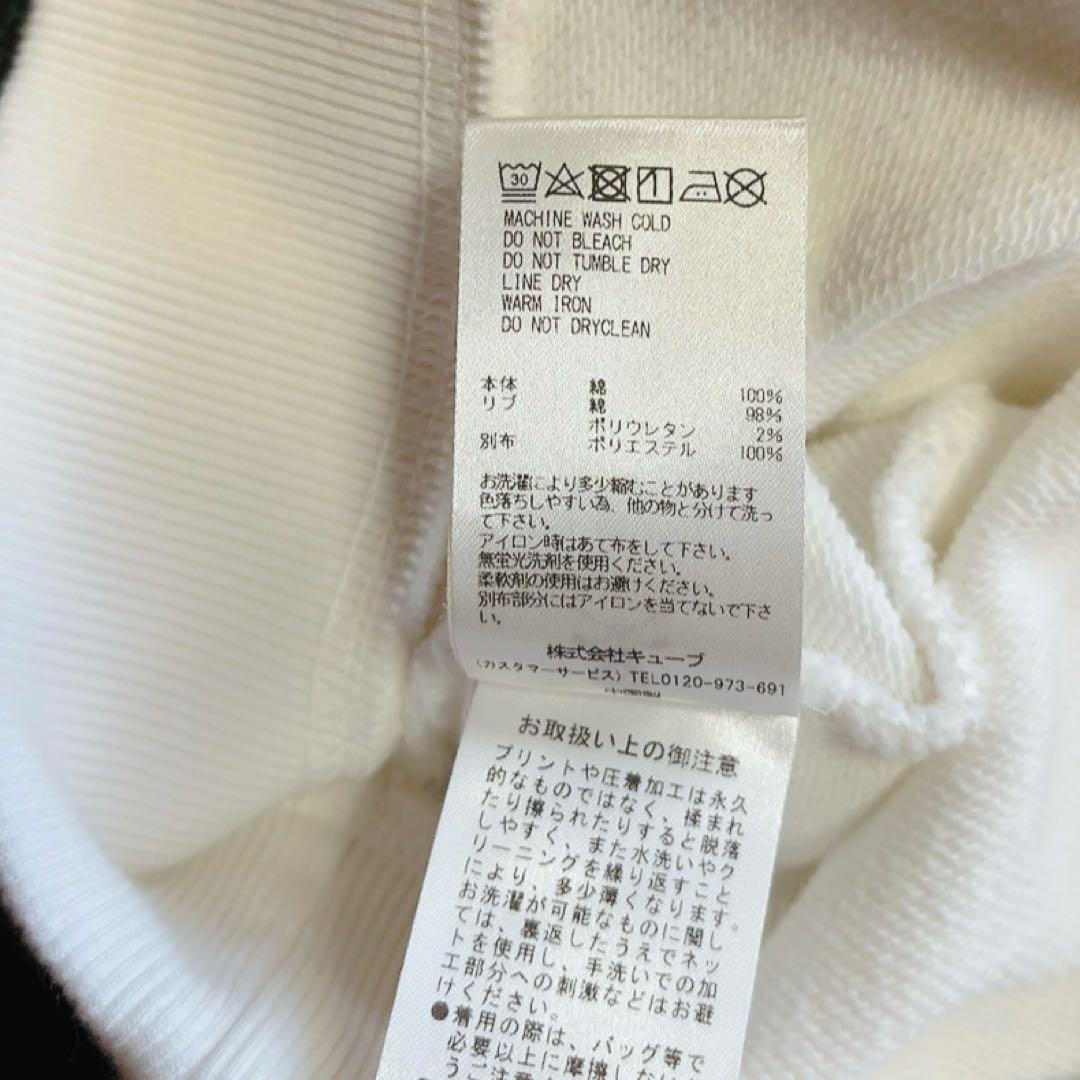 30
MACHINE WASH COLD
DO NOT BLEACH
DO NOT TUMBLE DRY
LINE DRY
WARM IRON
DO NOT DRYCLEAN
本体 綿 100%
リブ 綿 98%
ポリウレタン 2%
別布 ポリエステル 100%
お洗濯により多少縮むことがあります
色落ちしやすい為、他の物と分けて洗っ
て下さい。
アイロン時はあて布をして下さい。
無蛍光洗剤を使用ください。
柔軟剤の使用はお避けください。
別布部分にはアイロンを当てないで下さ
い。
株式会社キューブ
(カスタマーサービス) TEL0120-973-691
お取扱い上の御注意
プリントや圧着加工は永久
的なものではなく、揉まれ
たり擦られたりすると脱落
しやすく、また水洗いやク
リーニングを繰り返すこと
により、多少薄くなります。
お洗濯が可能なものに関し
ては、裏返したうえでネッ
トを使用し、手洗いでの加
工部分への刺激などはお避
けください。
●着用の際は、バッグ等で
必要以上に摩擦しない
うご注意